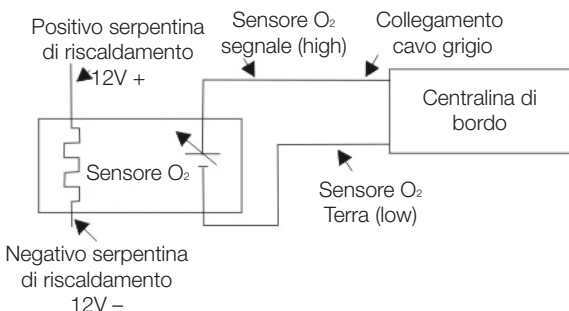 Positivo serpentina
di riscaldamento
12V +
Sensore O₂
segnale (high)
Collegamento
cavo grigio
Centralina di
bordo
Sensore O₂
Sensore O₂
Terra (low)
Negativo serpentina
di riscaldamento
12V –